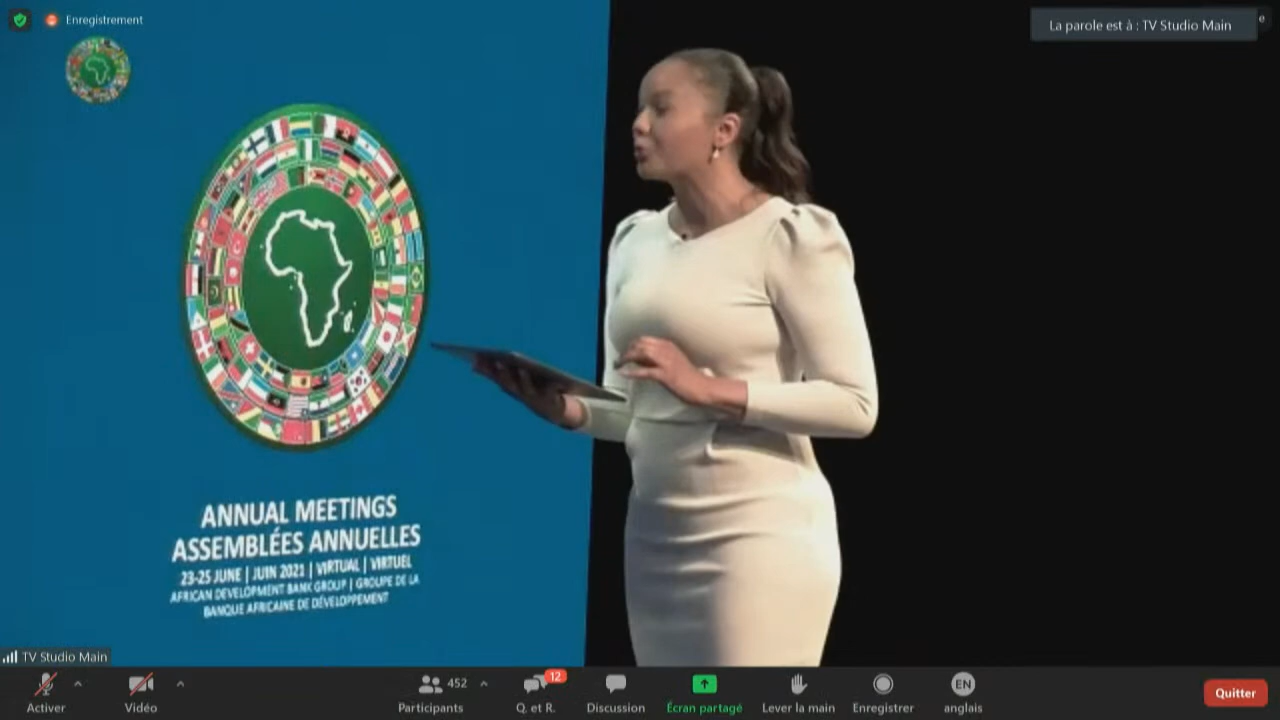 Enregistrement
La parole est à : TV Studio Main
ANNUAL MEETINGS
ASSEMBLÉES ANNUELLES
23-25 JUNE | JUIN 2021 | VIRTUAL | VIRTUEL
AFRICAN DEVELOPMENT BANK GROUP | GROUPE DE LA
BANQUE AFRICAINE DE DÉVELOPPEMENT
TV Studio Main
452
12
Activer
Vidéo
Participants
Q. et R.
Discussion
Écran partagé
Lever la main
Enregistrer
EN
anglais
Quitter